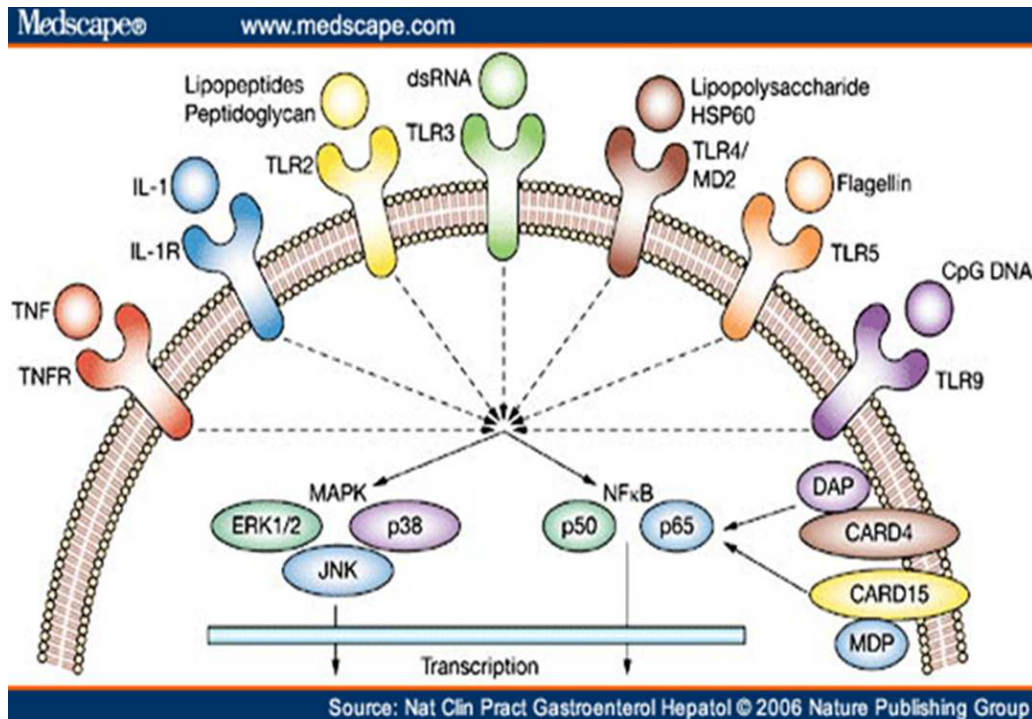 Medscape® www.medscape.com
Lipopeptides
Peptidoglycan
dsRNA
Lipopolysaccharide
HSP60
TLR2
TLR3
TLR4/
MD2
IL-1
Flagellin
IL-1R
TLR5
CpG DNA
TNF
TNFR
TLR9
MAPK
NFκB
DAP
ERK1/2
p38
p50
p65
CARD4
JNK
CARD15
MDP
Transcription
Source: Nat Clin Pract Gastroenterol Hepatol © 2006 Nature Publishing Group